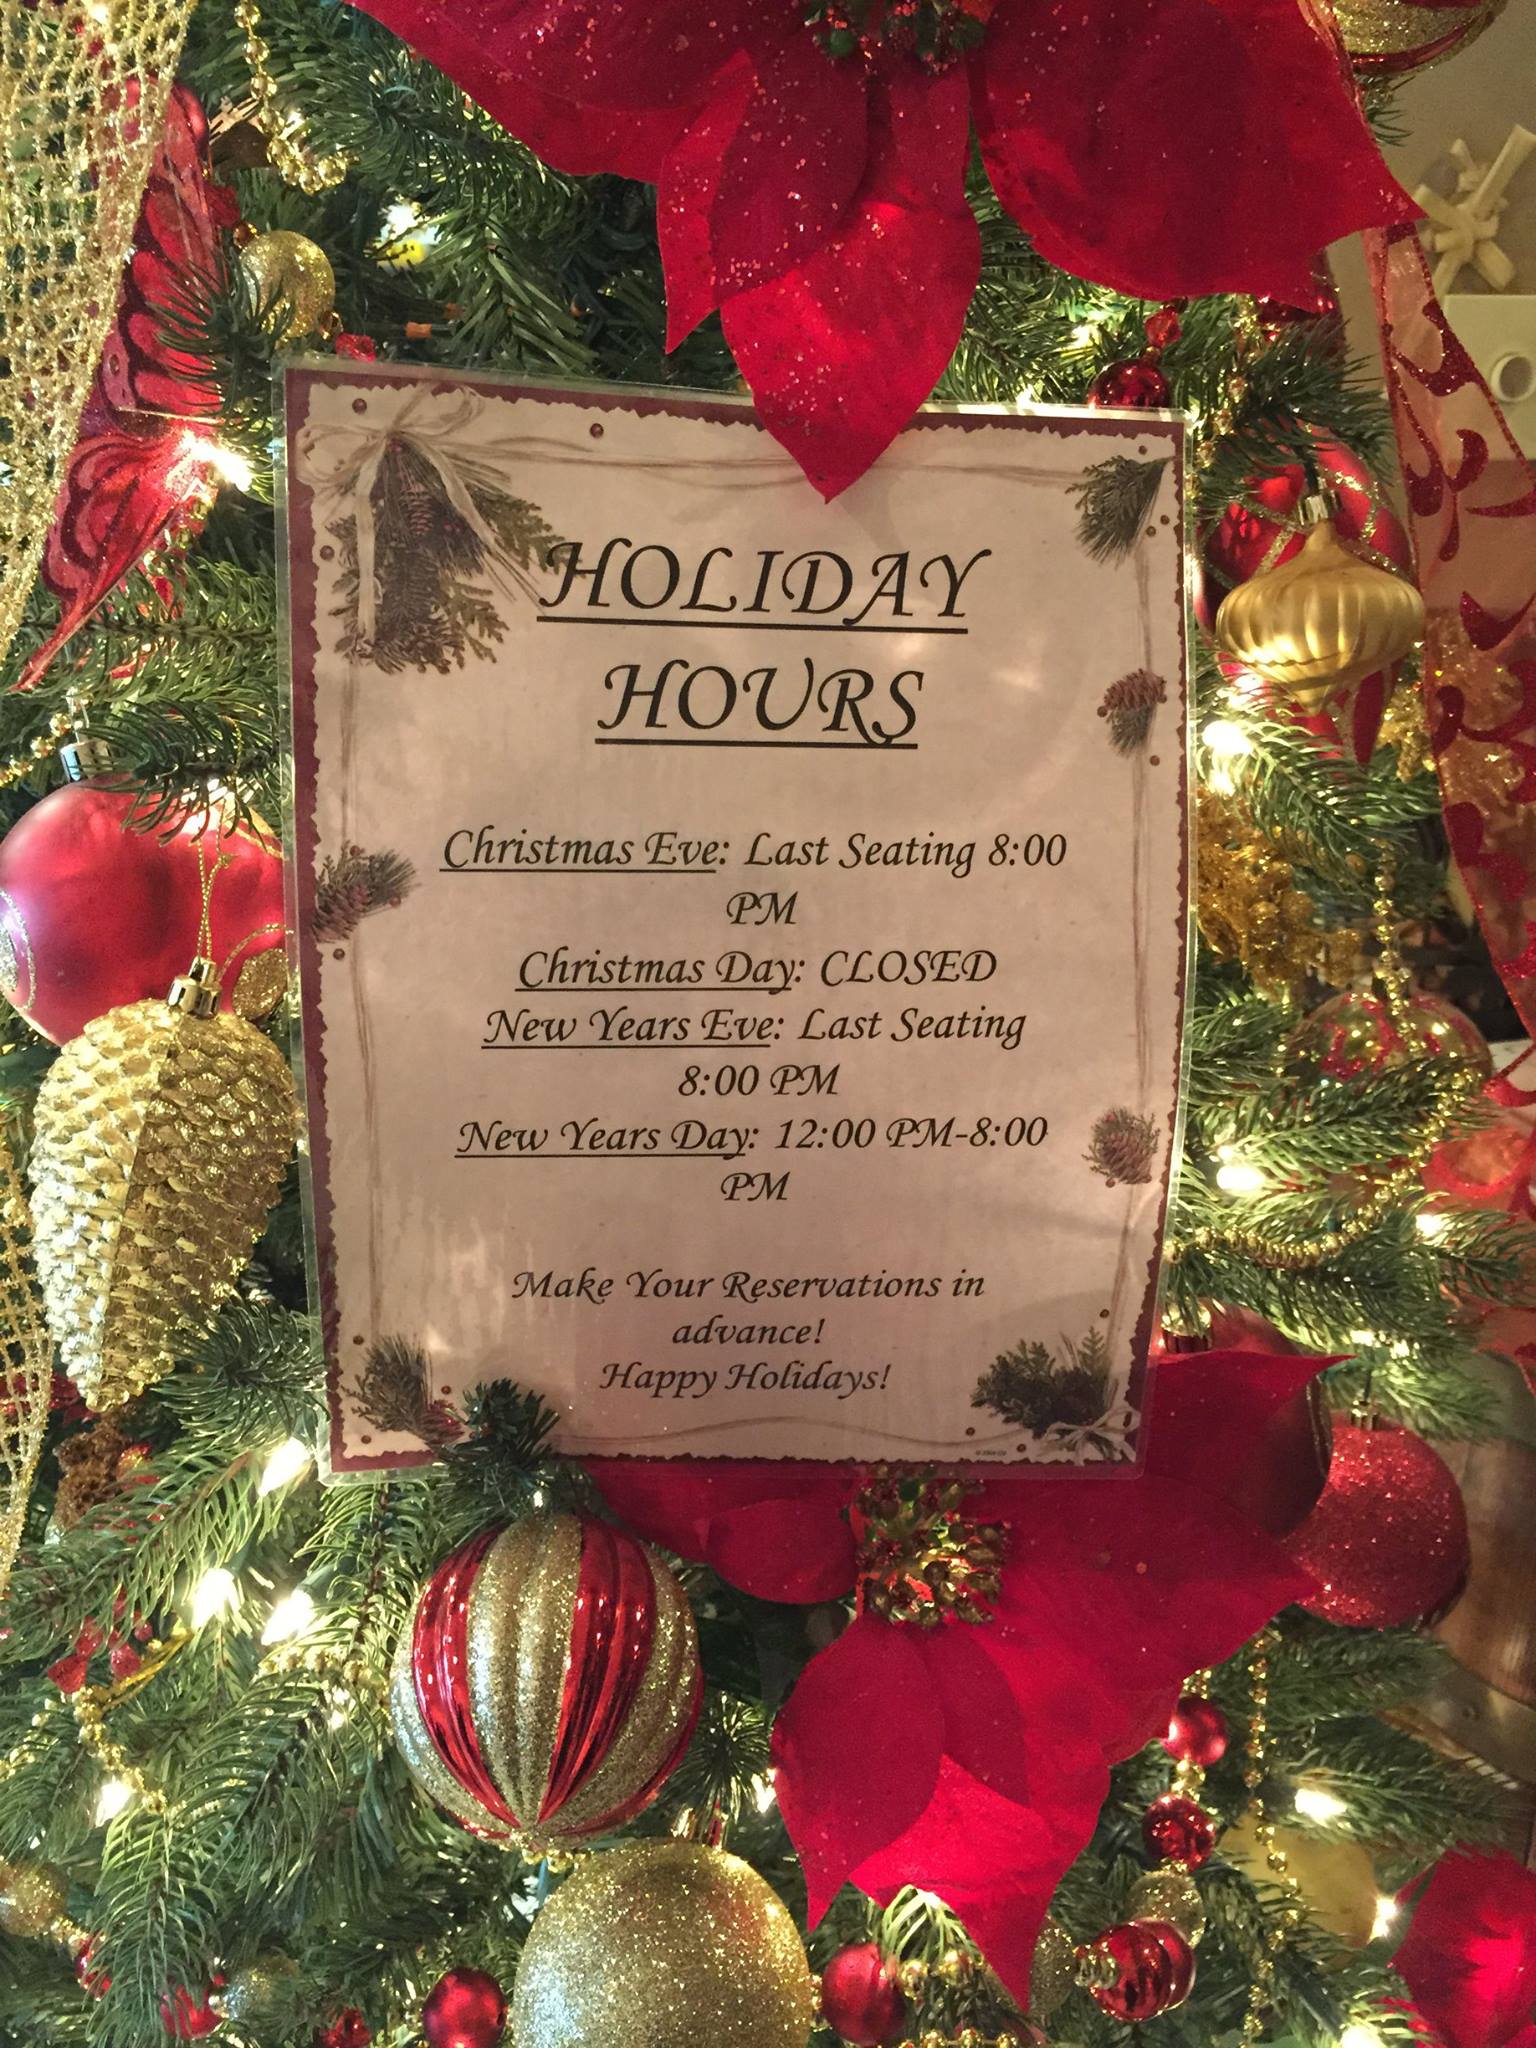 HOLIDAY
HOURS
Christmas Eve: Last Seating 8:00
PM
Christmas Day: CLOSED
New Years Eve: Last Seating
8:00 PM
New Years Day: 12:00 PM-8:00
PM
Make Your Reservations in
advance!
Happy Holidays!